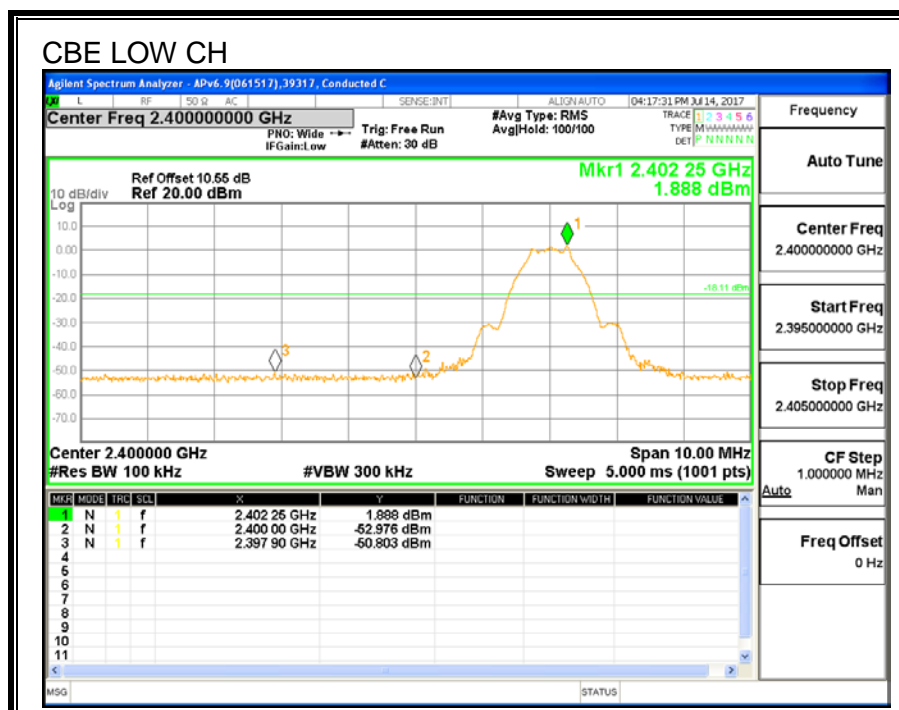 CBE LOW CH
Agilent Spectrum Analyzer - APv6.9(061517),39317, Conducted C
L RF 50 Ω AC SENSE:INT ALIGN AUTO 04:17:31 PM Jul 14, 2017
Center Freq 2.400000000 GHz
PNO: Wide
IFGain:Low
Trig: Free Run
#Atten: 30 dB
#Avg Type: RMS
Avg|Hold: 100/100
TRACE 1 2 3 4 5 6
TYPE M
DET P N N N N N
Mkr1 2.402 25 GHz
1.888 dBm
Ref Offset 10.55 dB
Ref 20.00 dBm
10 dB/div
Log
10.0
0.00
-10.0
-20.0
-30.0
-40.0
-50.0
-60.0
-70.0
1
2
3
-18.11 dBm
Center 2.400000 GHz
Span 10.00 MHz
#Res BW 100 kHz
#VBW 300 kHz
Sweep 5.000 ms (1001 pts)
MKR MODE TRC SCL X Y FUNCTION FUNCTION WIDTH FUNCTION VALUE
1 N 1 f 2.402 25 GHz 1.888 dBm
2 N 1 f 2.400 00 GHz -52.976 dBm
3 N 1 f 2.397 90 GHz -50.803 dBm
4
5
6
7
8
9
10
11
MSG
STATUS
Frequency
Auto Tune
Center Freq
2.400000000 GHz
Start Freq
2.395000000 GHz
Stop Freq
2.405000000 GHz
CF Step
1.000000 MHz
Auto Man
Freq Offset
0 Hz